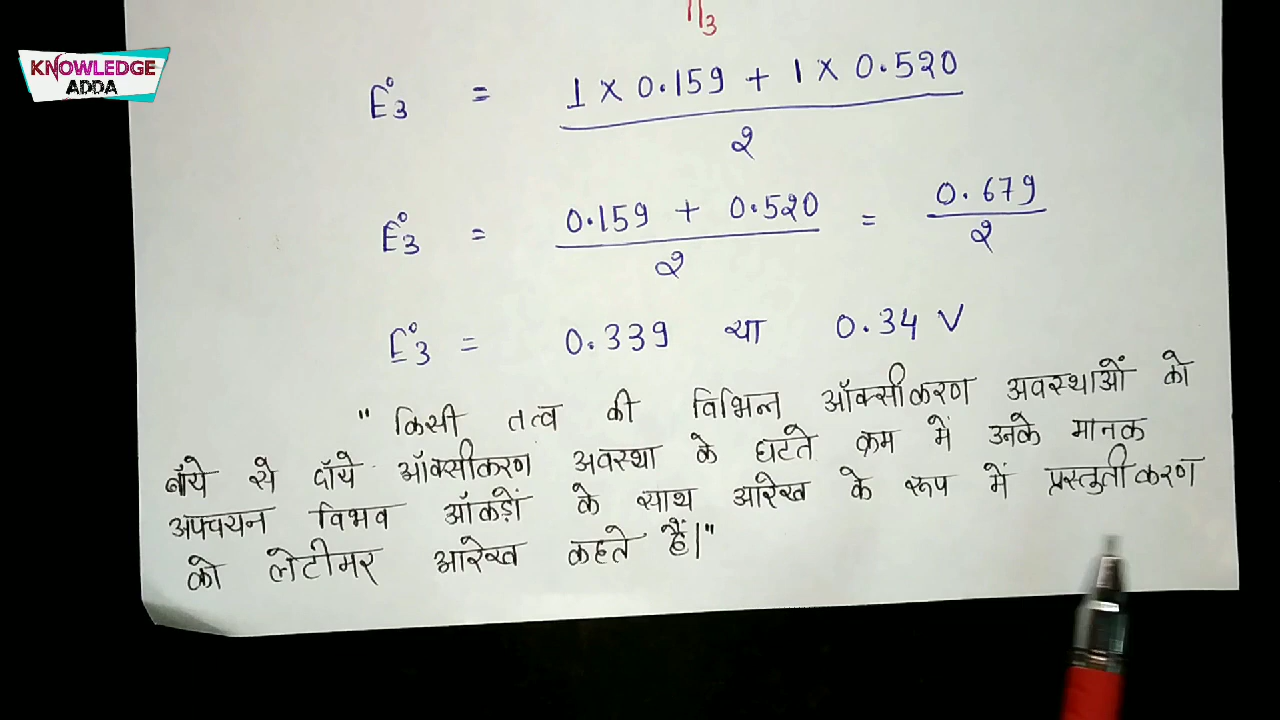 KNOWLEDGE
ADDA
n3
E°3 = 1 × 0.159 + 1 × 0.520
2
E°3 = 0.159 + 0.520 = 0.679
2 2
E°3 = 0.339 या 0.34 V
" किसी तत्व की विभिन्न ऑक्सीकरण अवस्थाओं को
बाँये से दाँये ऑक्सीकरण अवस्था के घटते क्रम में उनके मानक
अपचयन विभव आँकड़ों के साथ आरेख के रूप में प्रस्तुतीकरण
को लेटीमर आरेख कहते हैं।"